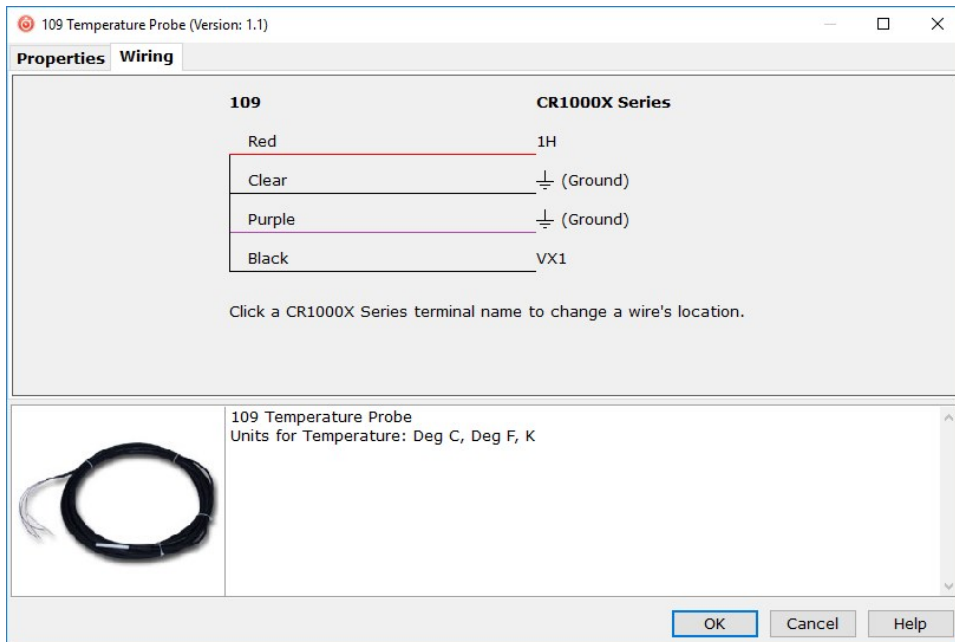 109 Temperature Probe (Version: 1.1)
Properties Wiring
109 CR1000X Series
Red 1H
Clear (Ground)
Purple (Ground)
Black VX1
Click a CR1000X Series terminal name to change a wire's location.
109 Temperature Probe
Units for Temperature: Deg C, Deg F, K
OK Cancel Help